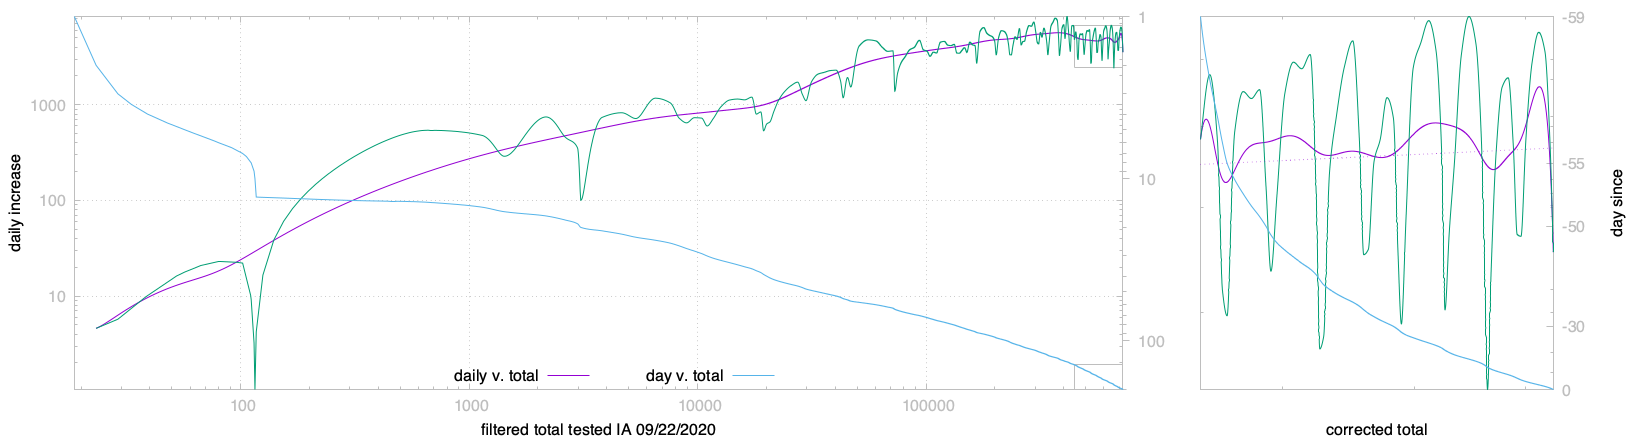 1
-59
1000
daily increase
10
-55
100
-50
day since
10
100
-30
daily v. total
day v. total
0
100
1000
10000
100000
filtered total tested IA 09/22/2020
corrected total